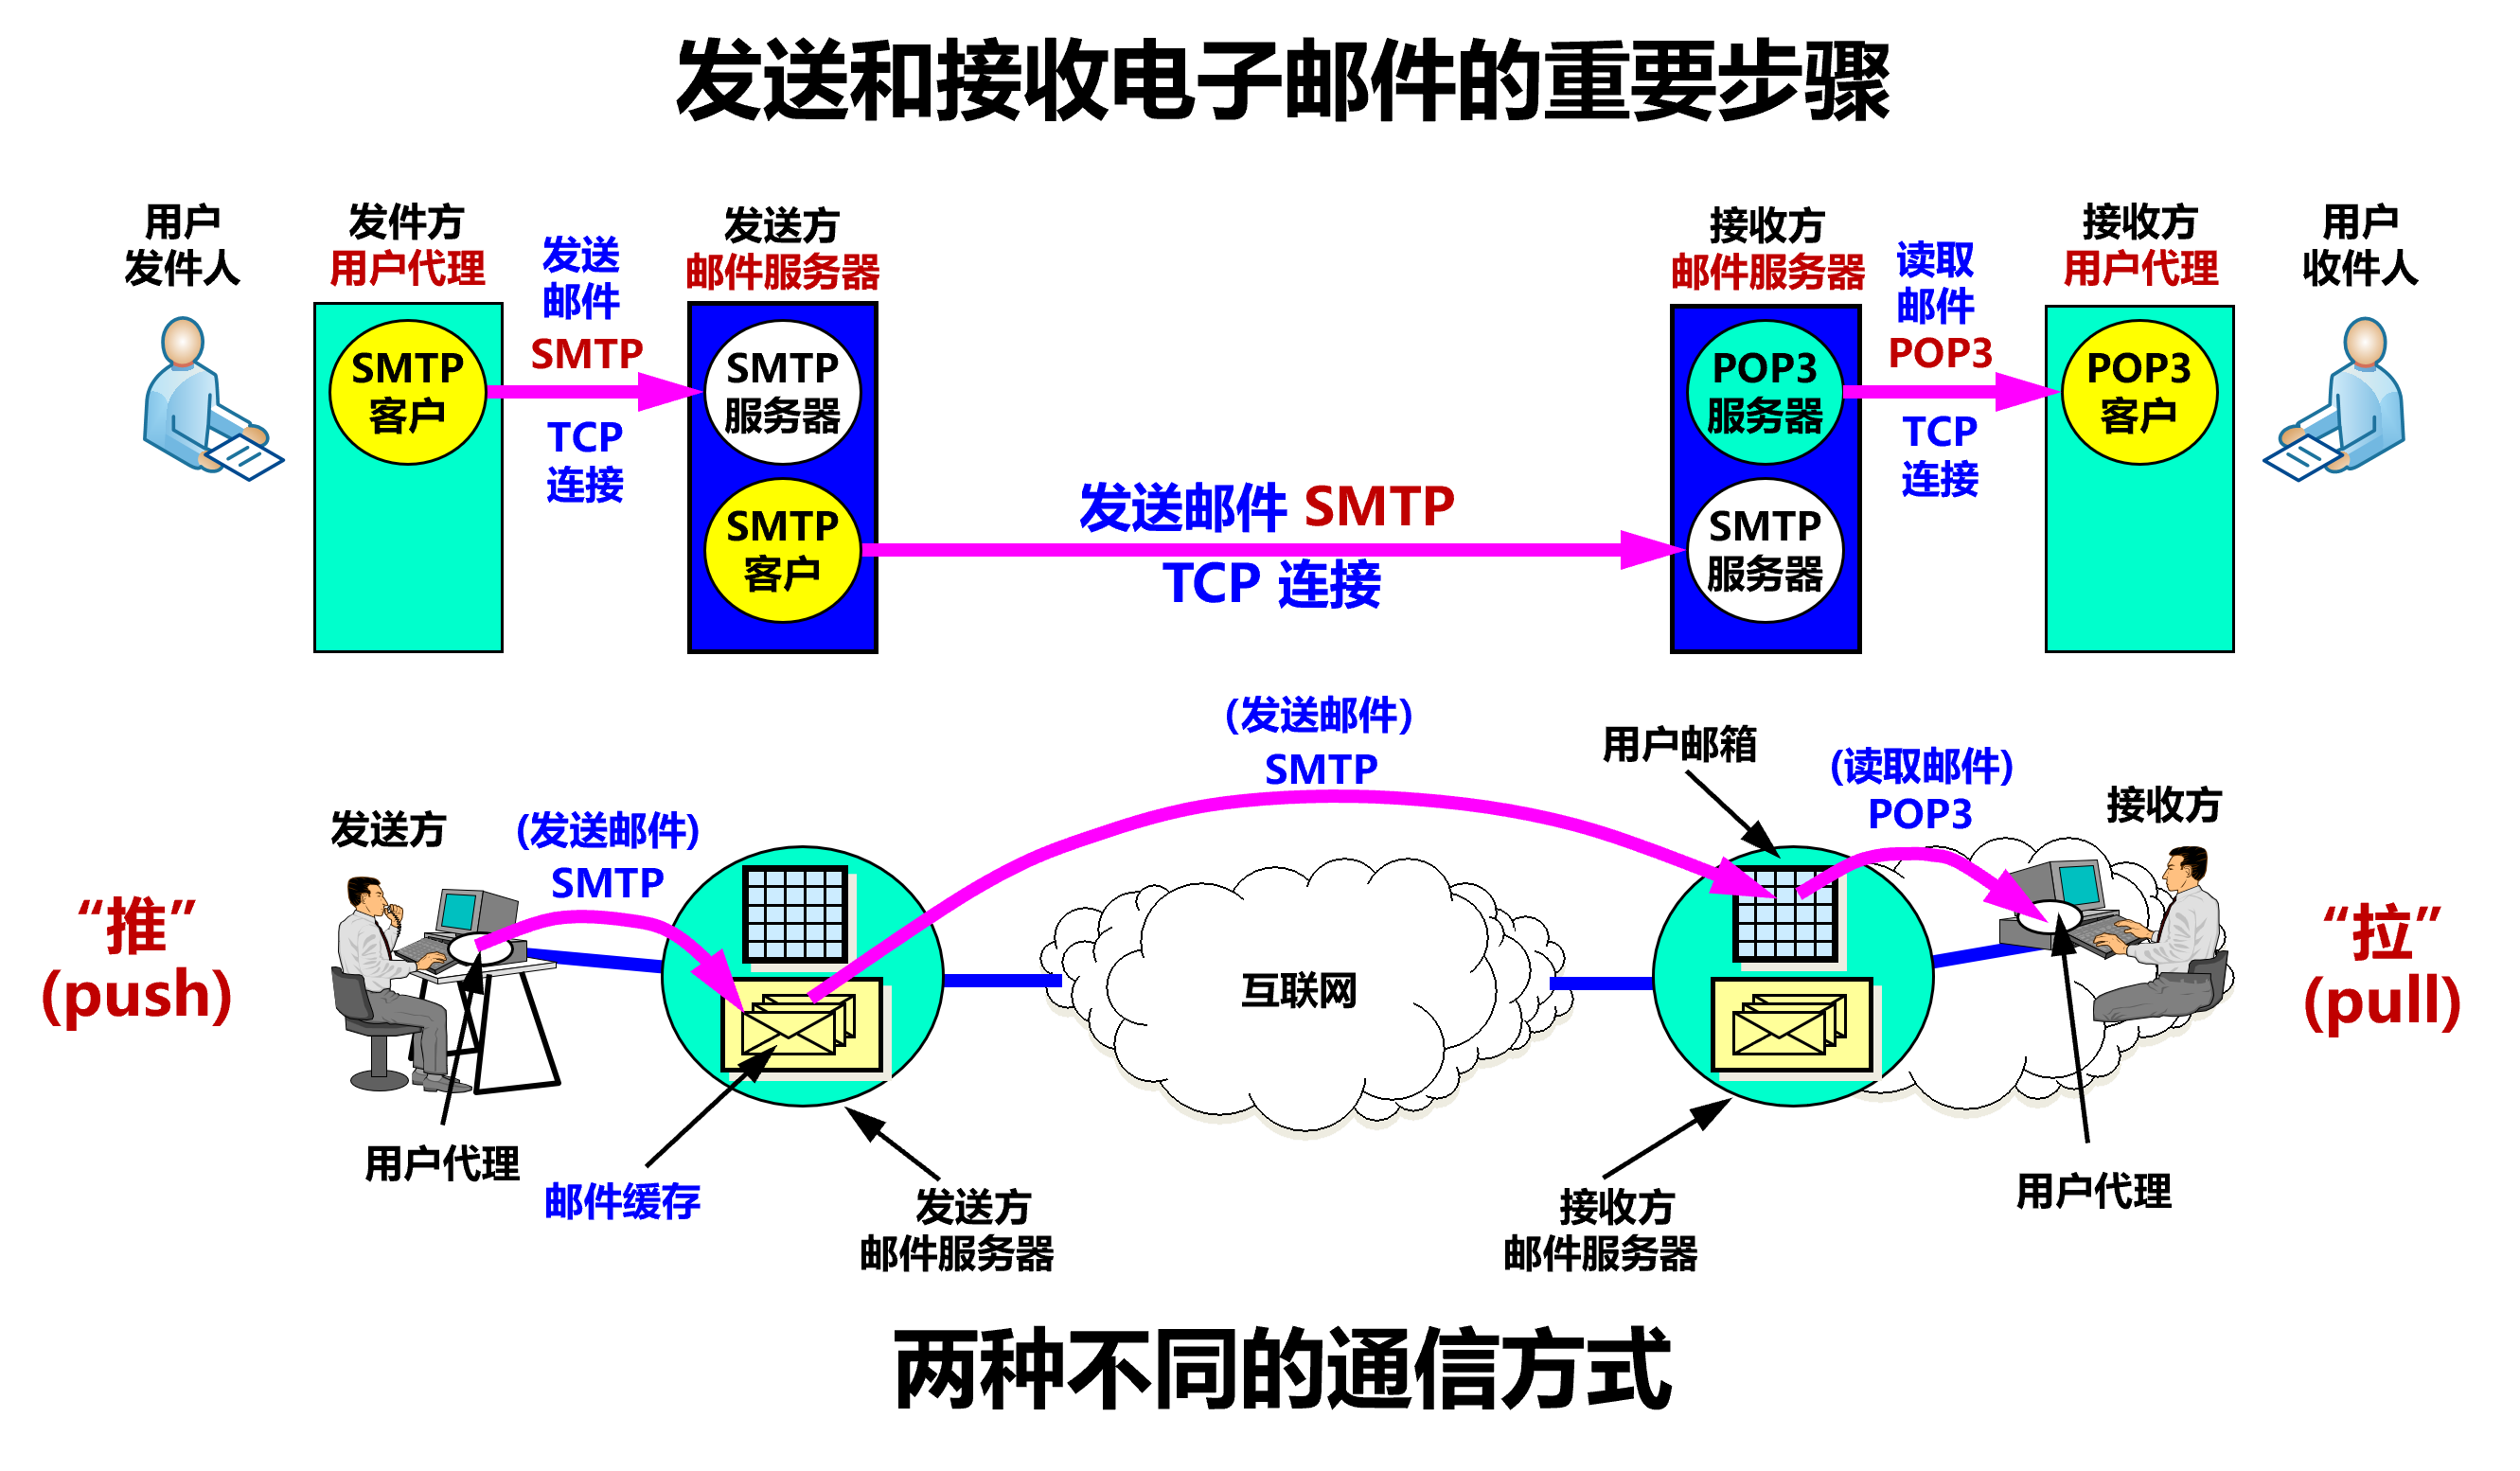 发送和接收电子邮件的重要步骤
用户
发件人
发件方
用户代理
发送
邮件
SMTP
TCP
连接
发送方
邮件服务器
接收方
邮件服务器
读取
邮件
POP3
TCP
连接
接收方
用户代理
用户
收件人
SMTP
客户
SMTP
服务器
SMTP
客户
发送邮件 SMTP
TCP 连接
POP3
服务器
SMTP
服务器
POP3
客户
(发送邮件)
SMTP
用户邮箱
(读取邮件)
POP3
发送方
(发送邮件)
SMTP
接收方
“推”
(push)
互联网
“拉”
(pull)
用户代理
邮件缓存
发送方
邮件服务器
接收方
邮件服务器
用户代理
两种不同的通信方式